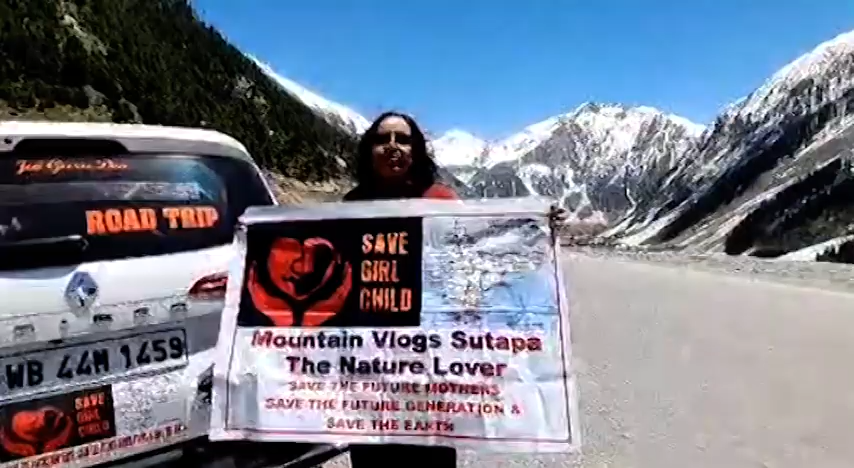 ROAD TRIP
WB 44M 1459
SAVE
GIRL
CHILD
SAVE
GIRL
CHILD
Mountain Vlogs Sutapa
The Nature Lover
SAVE THE FUTURE MOTHERS
SAVE THE FUTURE GENERATION &
SAVE THE EARTH